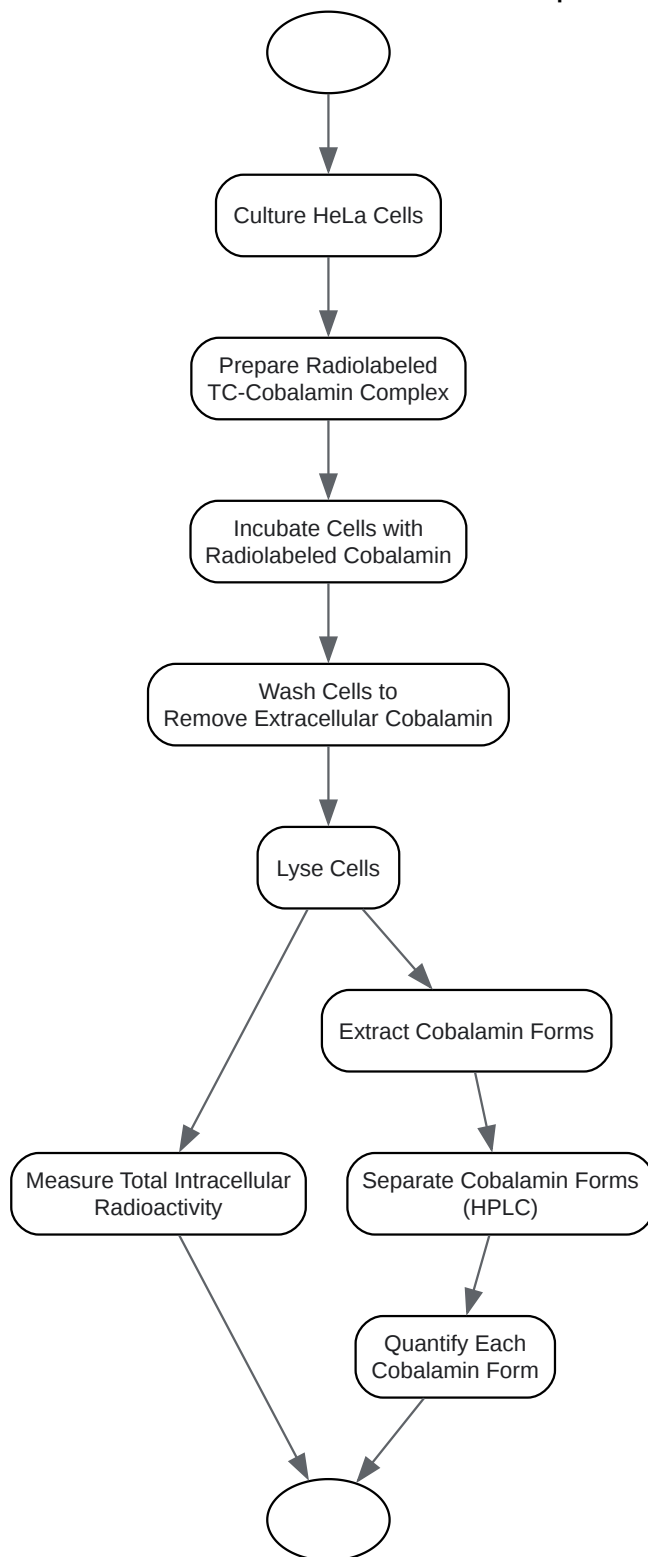 Culture HeLa Cells
Prepare Radiolabeled
TC-Cobalamin Complex
Incubate Cells with
Radiolabeled Cobalamin
Wash Cells to
Remove Extracellular Cobalamin
Lyse Cells
Extract Cobalamin Forms
Measure Total Intracellular
Radioactivity
Separate Cobalamin Forms
(HPLC)
Quantify Each
Cobalamin Form